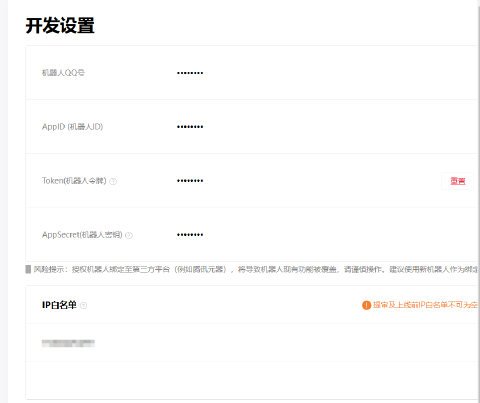 开发设置
机器人QQ号 ••••••••
AppID (机器人ID) ••••••••
Token(机器人令牌) ••••••••
重置
AppSecret(机器人密钥) ••••••••
风险提示：授权机器人绑定至第三方平台（例如腾讯元器），将导致机器人现有功能被覆盖，请谨慎操作。建议使用新机器人作为绑定
IP白名单
提审及上线前IP白名单不可为空